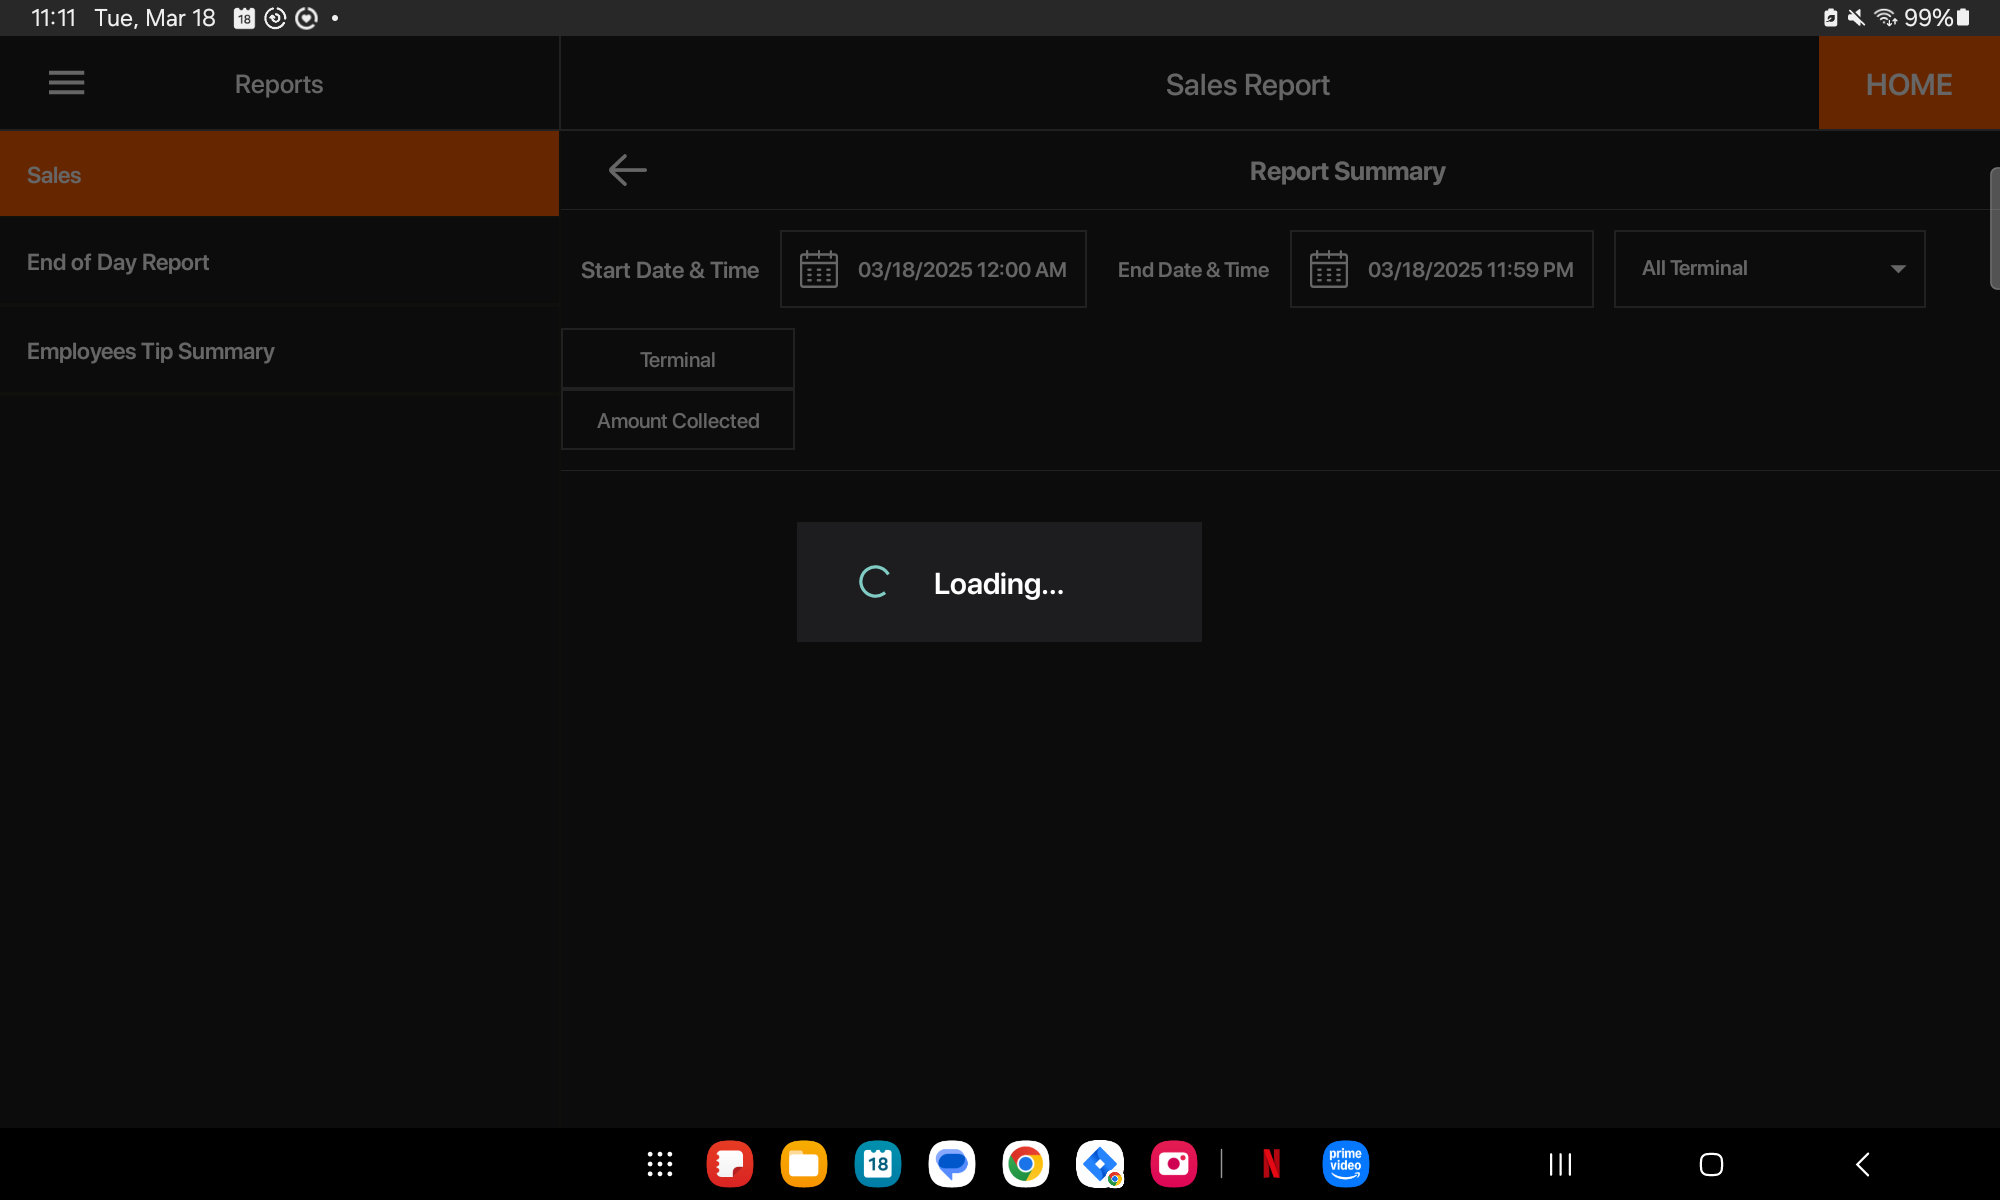 11:11 Tue, Mar 18 18 99%
Reports
Sales Report
HOME
Sales
Report Summary
End of Day Report
Start Date & Time
03/18/2025 12:00 AM
End Date & Time
03/18/2025 11:59 PM
All Terminal
Employees Tip Summary
Terminal
Amount Collected
Loading...
18
N
prime
video